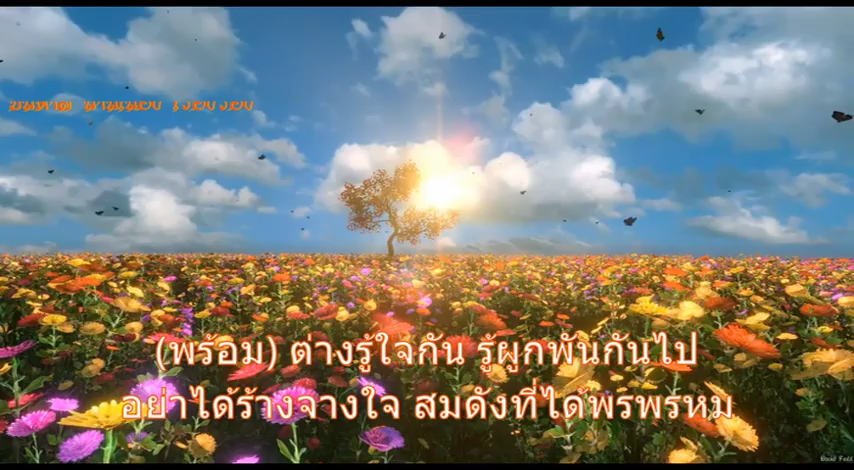 (พร้อม) ต่างรู้ใจกัน รู้ผูกพันกันไป
อย่าได้ร้างจางใจ สมดังที่ได้พรพรหม